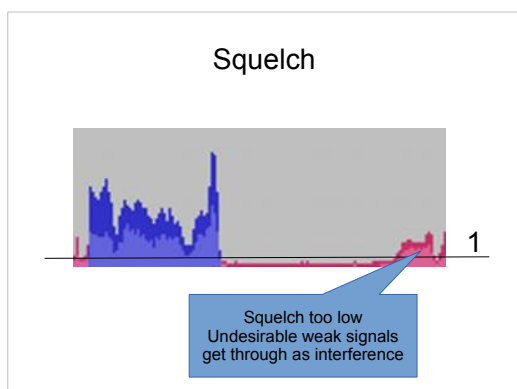 Squelch
1
Squelch too low
Undesirable weak signals
get through as interference